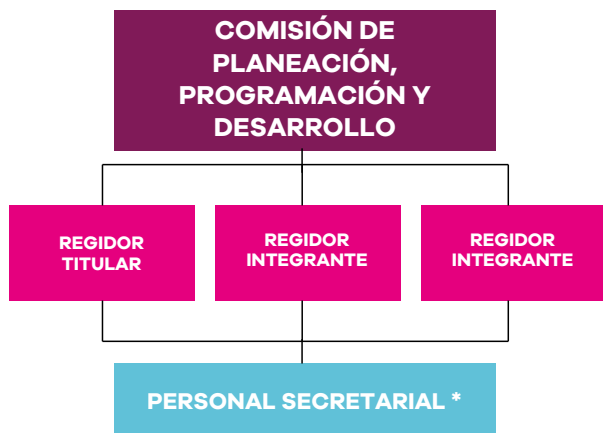 COMISIÓN DE
PLANEACIÓN,
PROGRAMACIÓN Y
DESARROLLO
REGIDOR
TITULAR
REGIDOR
INTEGRANTE
REGIDOR
INTEGRANTE
PERSONAL SECRETARIAL *